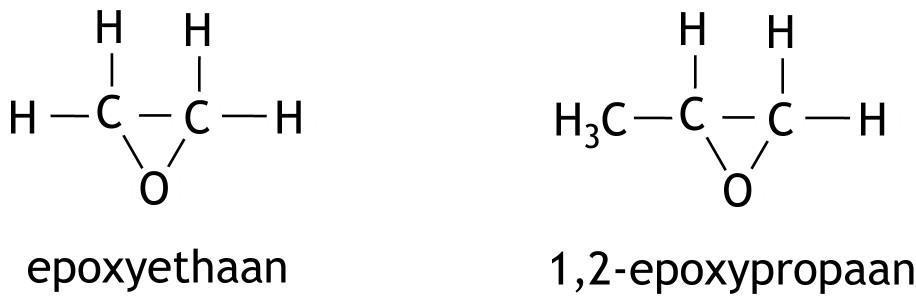 H H
H C C H
O
epoxyethaan
H H
H₃C C C H
O
1,2-epoxypropaan